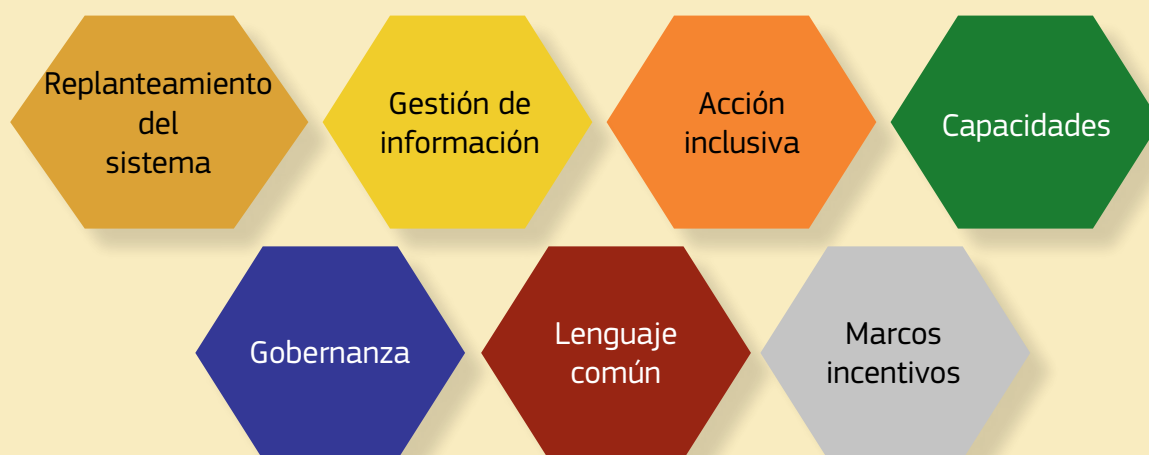 Replanteamiento
del
sistema
Gestión de
información
Acción
inclusiva
Capacidades
Gobernanza
Lenguaje
común
Marcos
incentivos